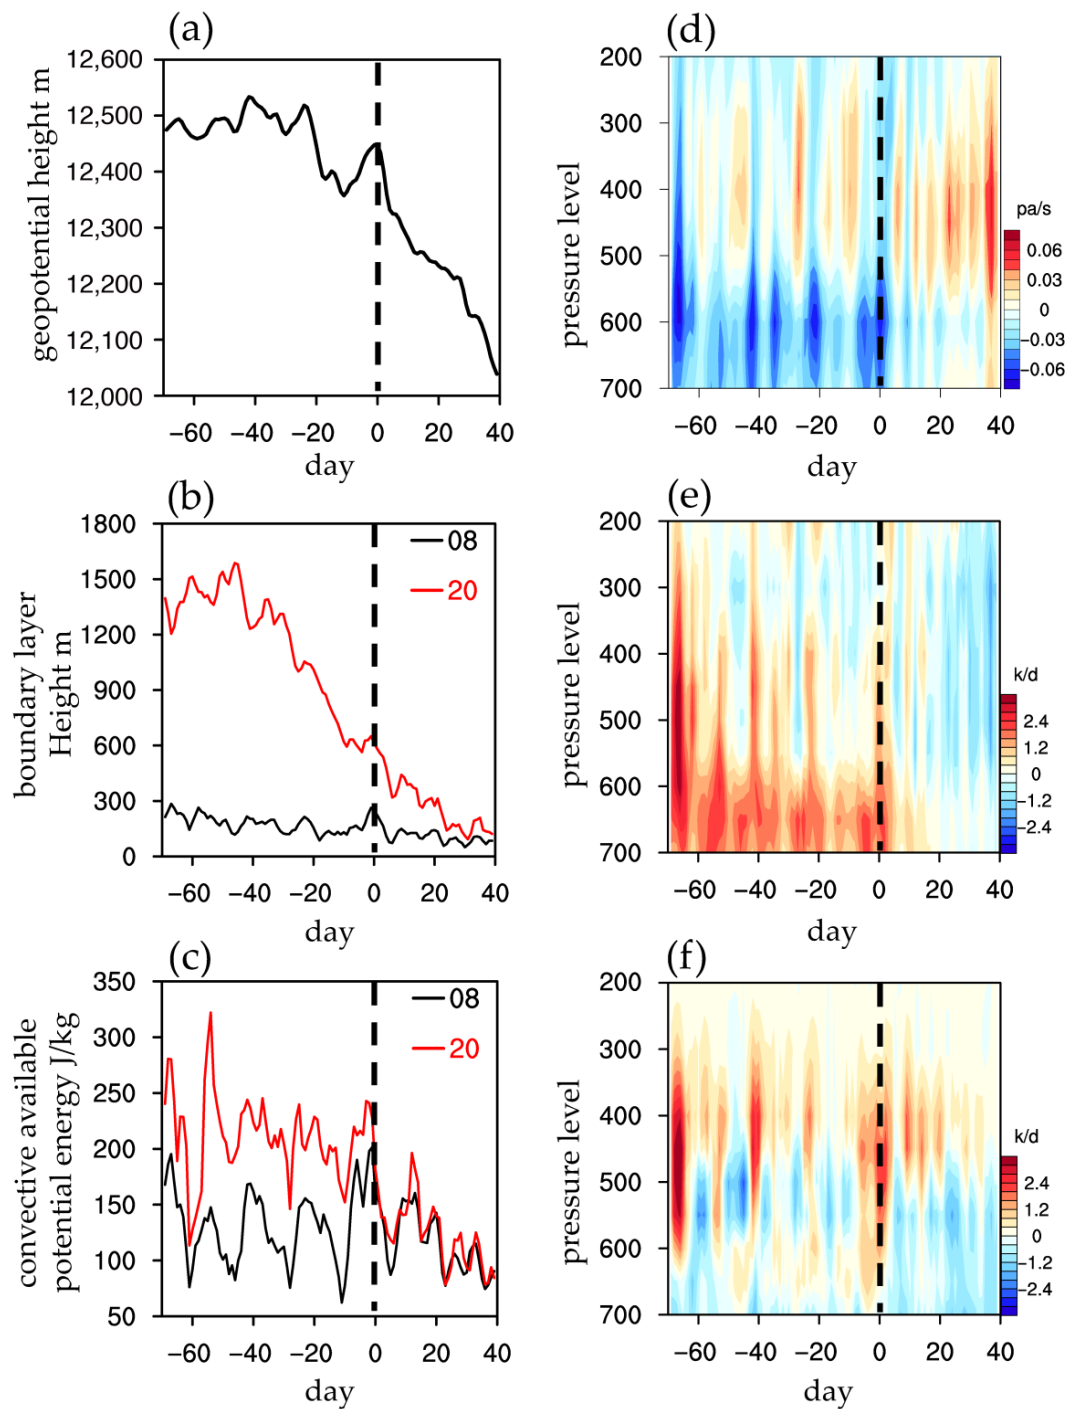 (a)
geopotential height m
12,600
12,500
12,400
12,300
12,200
12,100
12,000
−60 −40 −20 0 20 40
day
(b)
boundary layer
Height m
1800
1500
1200
900
600
300
0
08
20
−60 −40 −20 0 20 40
day
(c)
convective available
potential energy J/kg
350
300
250
200
150
100
50
08
20
−60 −40 −20 0 20 40
day
(d)
pressure level
200
300
400
500
600
700
−60 −40 −20 0 20 40
day
pa/s
0.06
0.03
0
−0.03
−0.06
(e)
pressure level
200
300
400
500
600
700
−60 −40 −20 0 20 40
day
k/d
2.4
1.2
0
−1.2
−2.4
(f)
pressure level
200
300
400
500
600
700
−60 −40 −20 0 20 40
day
k/d
2.4
1.2
0
−1.2
−2.4